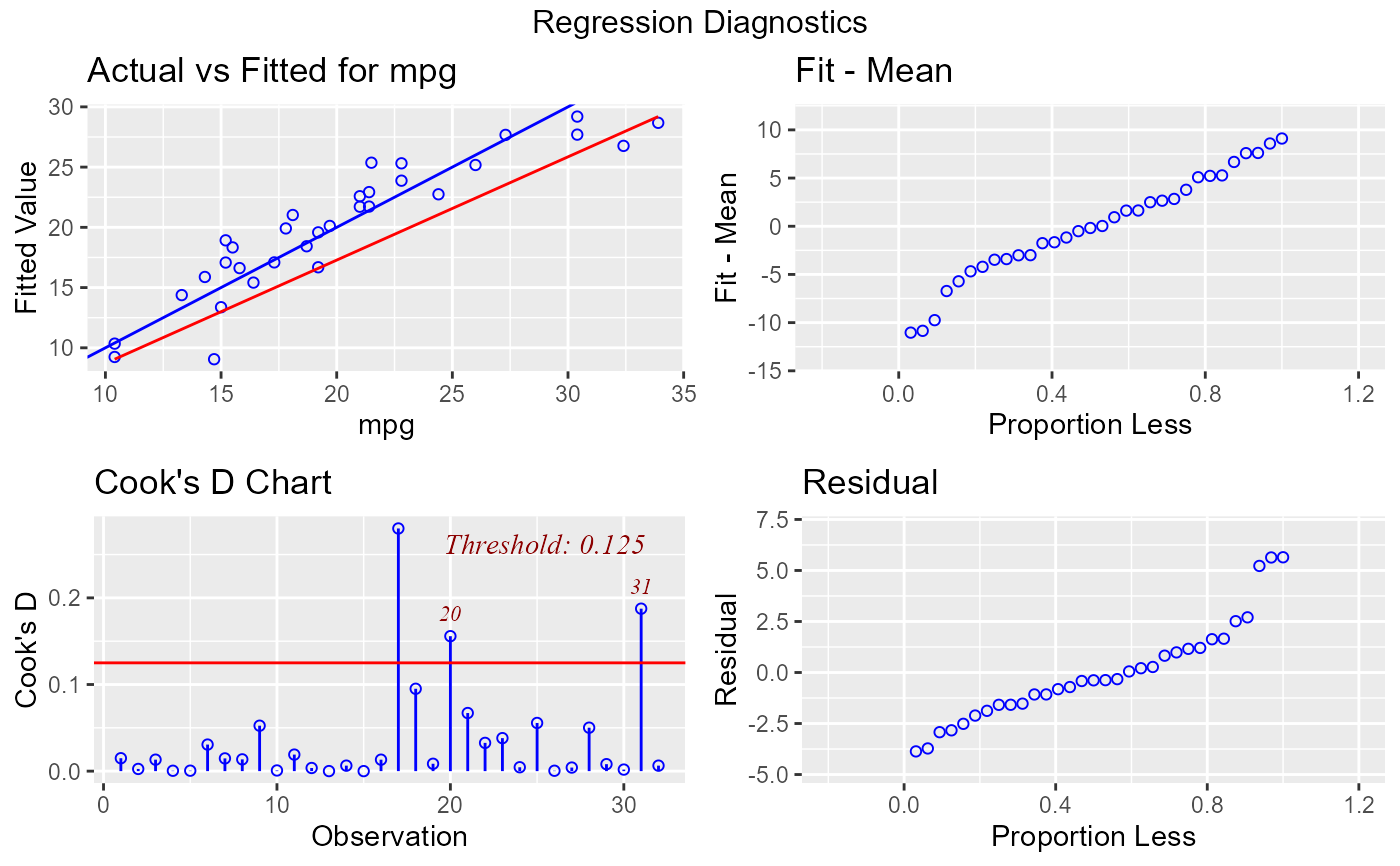 Regression Diagnostics
Actual vs Fitted for mpg
30
25
20
15
10
Fitted Value
10 15 20 25 30 35
mpg
Fit - Mean
10
5
0
-5
-10
-15
Fit - Mean
0.0 0.4 0.8 1.2
Proportion Less
Cook's D Chart
Threshold: 0.125
31
20
0.2
0.1
0.0
Cook's D
0 10 20 30
Observation
Residual
7.5
5.0
2.5
0.0
-2.5
-5.0
Residual
0.0 0.4 0.8 1.2
Proportion Less